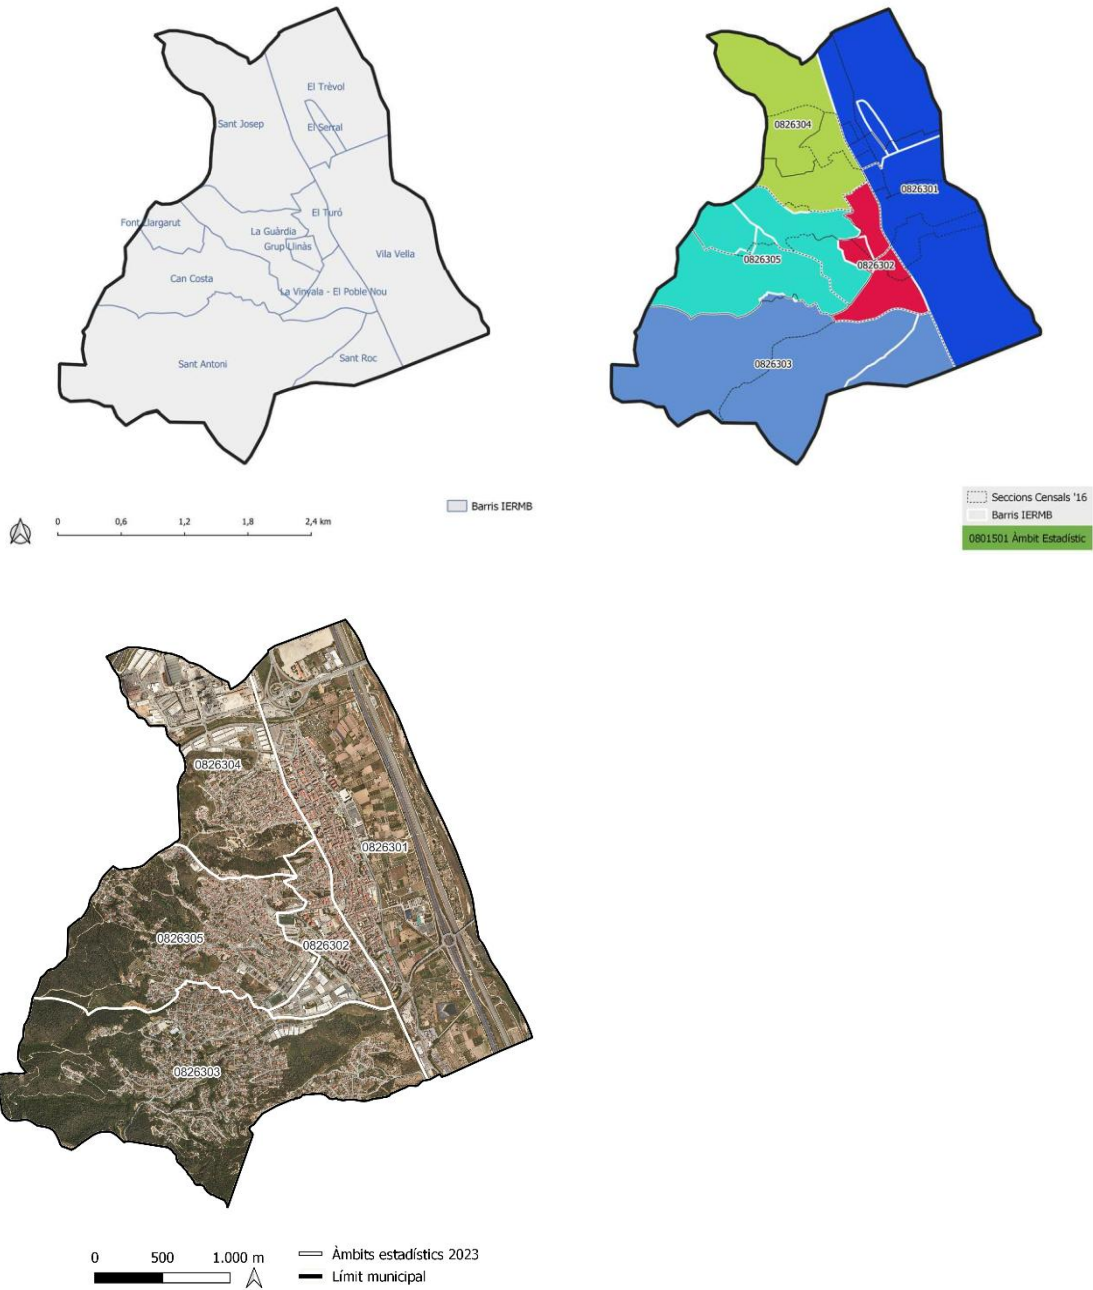 El Trèvol
El Serral
Sant Josep
El Turó
Font Llargarut
La Guàrdia
Grup Llinàs
Vila Vella
Can Costa
La Vinyala - El Poble Nou
Sant Antoni
Sant Roc
Barris IERMB
0 0,6 1,2 1,8 2,4 km
0826304
0826301
0826305
0826302
0826303
Seccions Censals '16
Barris IERMB
0801501 Àmbit Estadístic
0826304
0826301
0826305
0826302
0826303
0 500 1.000 m
Àmbits estadístics 2023
Límit municipal